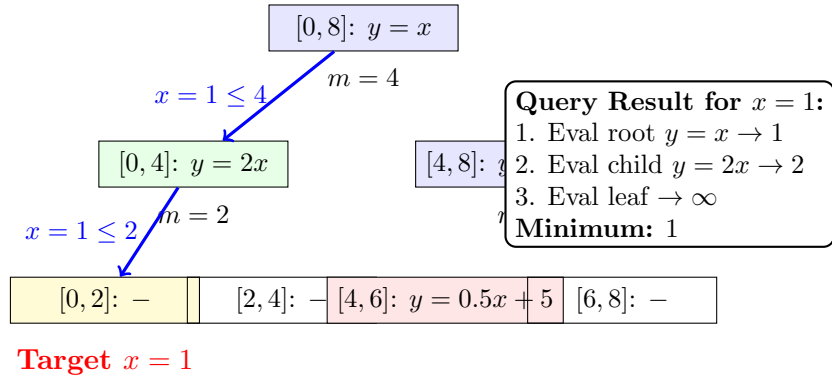 [0, 8]: y = x
m = 4
x = 1 ≤ 4
Query Result for x = 1:
1. Eval root y = x → 1
2. Eval child y = 2x → 2
3. Eval leaf → ∞
Minimum: 1
[0, 4]: y = 2x
[4, 8]:
m = 2
x = 1 ≤ 2
[0, 2]: −
[2, 4]: −
[4, 6]: y = 0.5x + 5
[6, 8]: −
Target x = 1